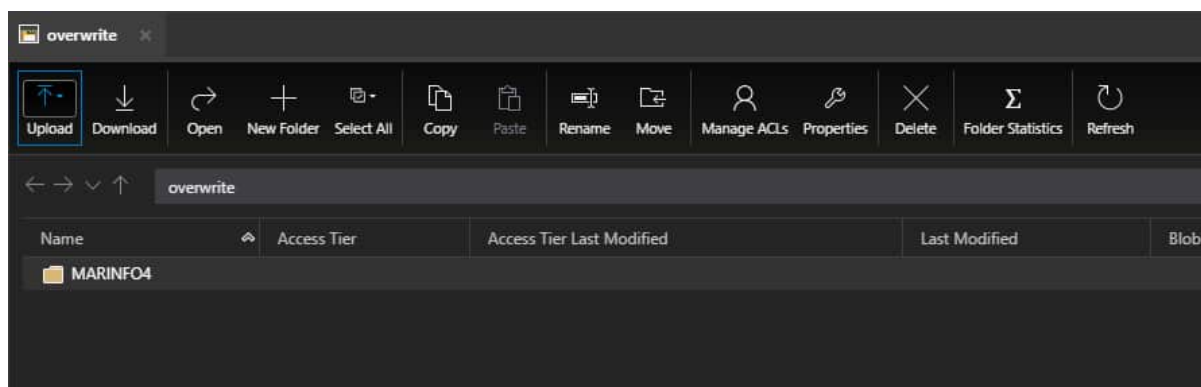 overwrite
Upload Download Open New Folder Select All Copy Paste Rename Move Manage ACLs Properties Delete Folder Statistics Refresh
overwrite
Name Access Tier Access Tier Last Modified Last Modified Blob
MARINFO4